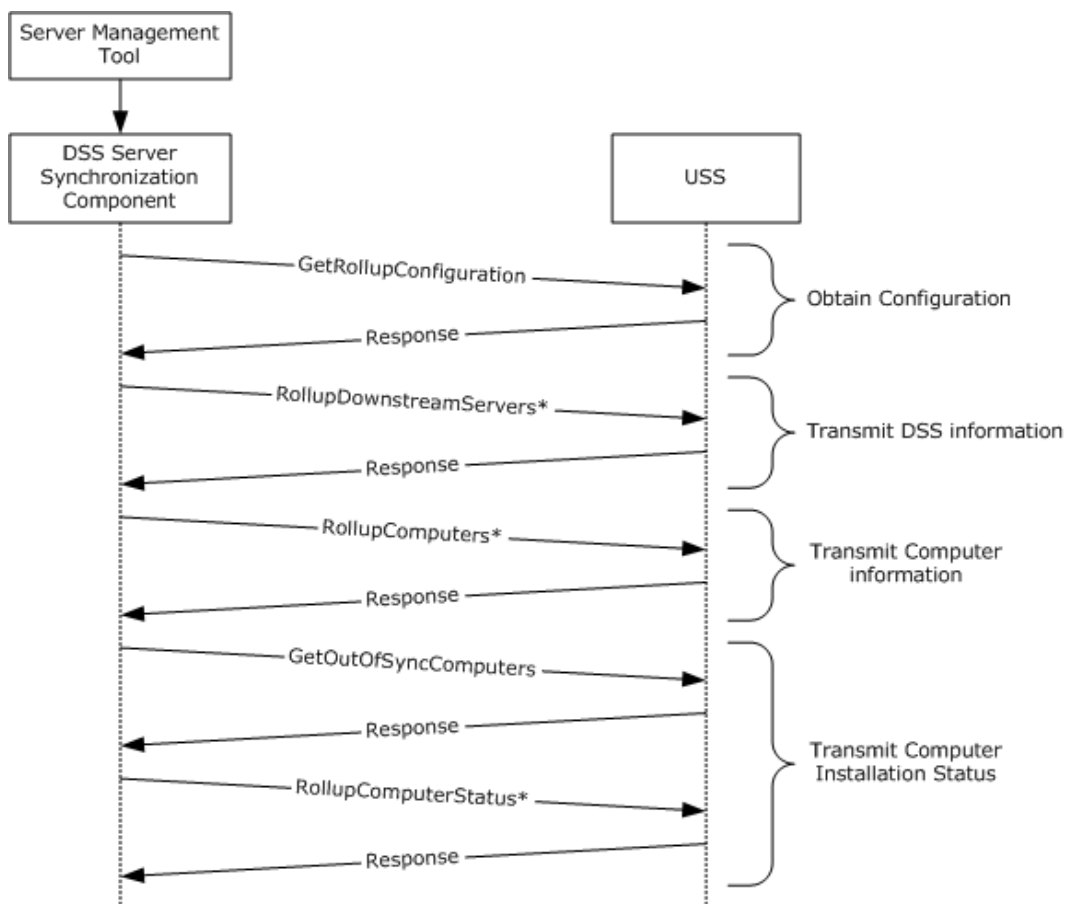 Server Management
Tool
DSS Server
Synchronization
Component
USS
GetRollupConfiguration
Obtain Configuration
Response
RollupDownstreamServers*
Transmit DSS information
Response
RollupComputers*
Transmit Computer
information
Response
GetOutOfSyncComputers
Response
Transmit Computer
Installation Status
RollupComputerStatus*
Response